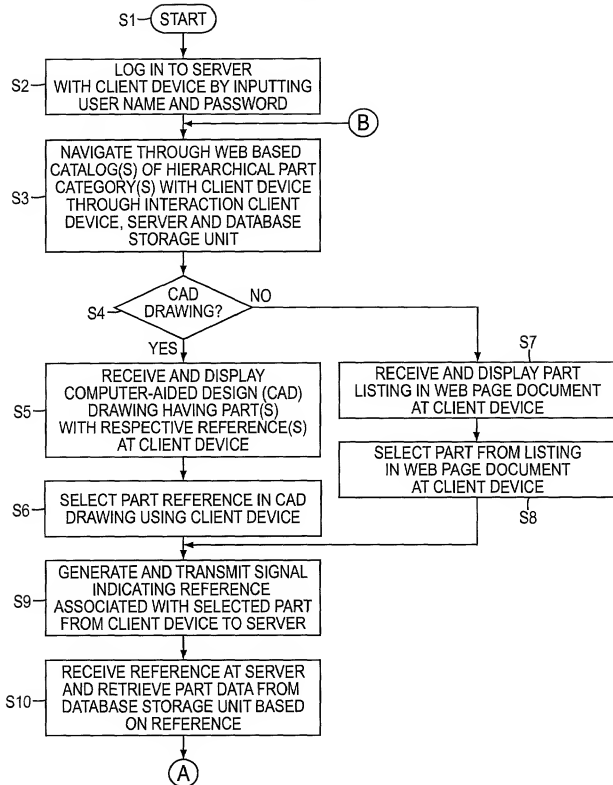 S1
START
S2
LOG IN TO SERVER
WITH CLIENT DEVICE BY INPUTTING
USER NAME AND PASSWORD
B
S3
NAVIGATE THROUGH WEB BASED
CATALOG(S) OF HIERARCHICAL PART
CATEGORY(S) WITH CLIENT DEVICE
THROUGH INTERACTION CLIENT
DEVICE, SERVER AND DATABASE
STORAGE UNIT
S4
CAD
DRAWING?
NO
YES
S5
RECEIVE AND DISPLAY
COMPUTER-AIDED DESIGN (CAD)
DRAWING HAVING PART(S)
WITH RESPECTIVE REFERENCE(S)
AT CLIENT DEVICE
S6
SELECT PART REFERENCE IN CAD
DRAWING USING CLIENT DEVICE
S7
RECEIVE AND DISPLAY PART
LISTING IN WEB PAGE DOCUMENT
AT CLIENT DEVICE
SELECT PART FROM LISTING
IN WEB PAGE DOCUMENT
AT CLIENT DEVICE
S8
S9
GENERATE AND TRANSMIT SIGNAL
INDICATING REFERENCE
ASSOCIATED WITH SELECTED PART
FROM CLIENT DEVICE TO SERVER
S10
RECEIVE REFERENCE AT SERVER
AND RETRIEVE PART DATA FROM
DATABASE STORAGE UNIT BASED
ON REFERENCE
A